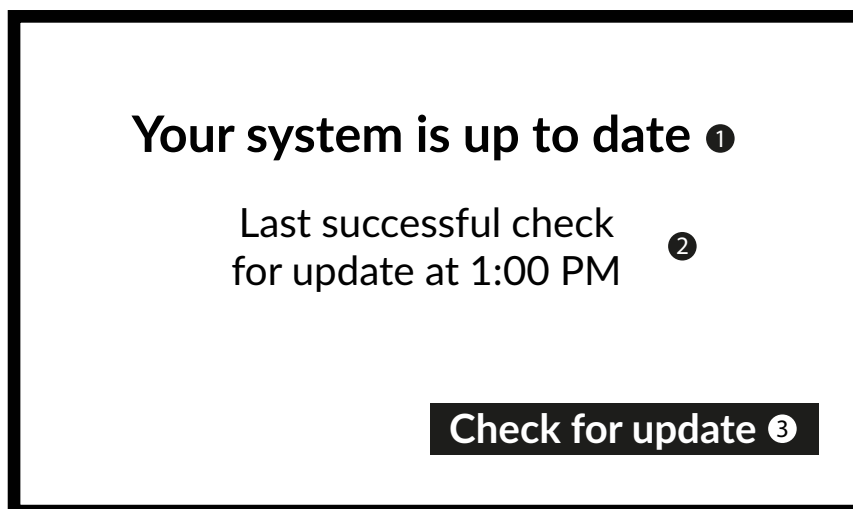 Your system is up to date ❶
Last successful check
for update at 1:00 PM ❷
Check for update ❸